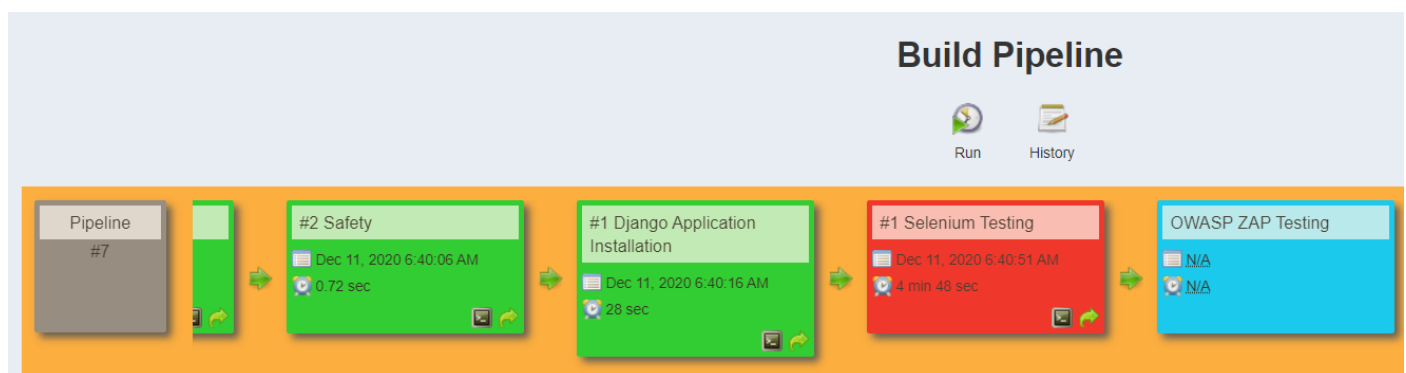 Build Pipeline
Run
History
Pipeline
#7
#2 Safety
Dec 11, 2020 6:40:06 AM
0.72 sec
#1 Django Application
Installation
Dec 11, 2020 6:40:16 AM
28 sec
#1 Selenium Testing
Dec 11, 2020 6:40:51 AM
4 min 48 sec
OWASP ZAP Testing
N/A
N/A